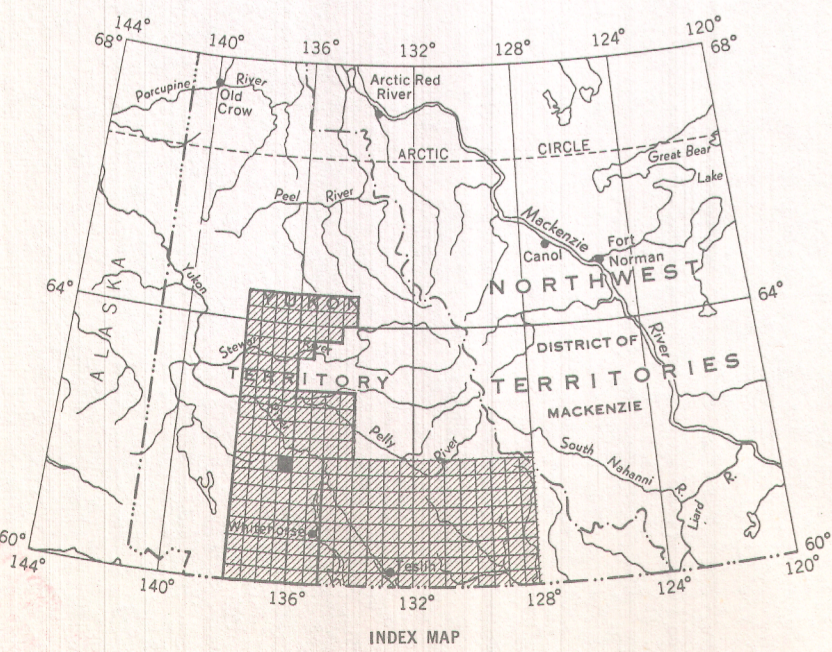 144° 140° 136° 132° 128° 124° 120°
68° 68°
Porcupine River
Old
Crow
Arctic Red
River
ARCTIC CIRCLE
Great Bear
Lake
Peel River
Mackenzie
Canol
Fort
Norman
ALASKA
Yukon
64° 64°
NORTHWEST
YUKON
Stewart River
River
DISTRICT OF
TERRITORY
TERRITORIES
MACKENZIE
Pelly River
South Nahanni R.
Liard R.
Whitehorse
Teslin
60° 60°
144° 140° 136° 132° 128° 124° 120°
INDEX MAP